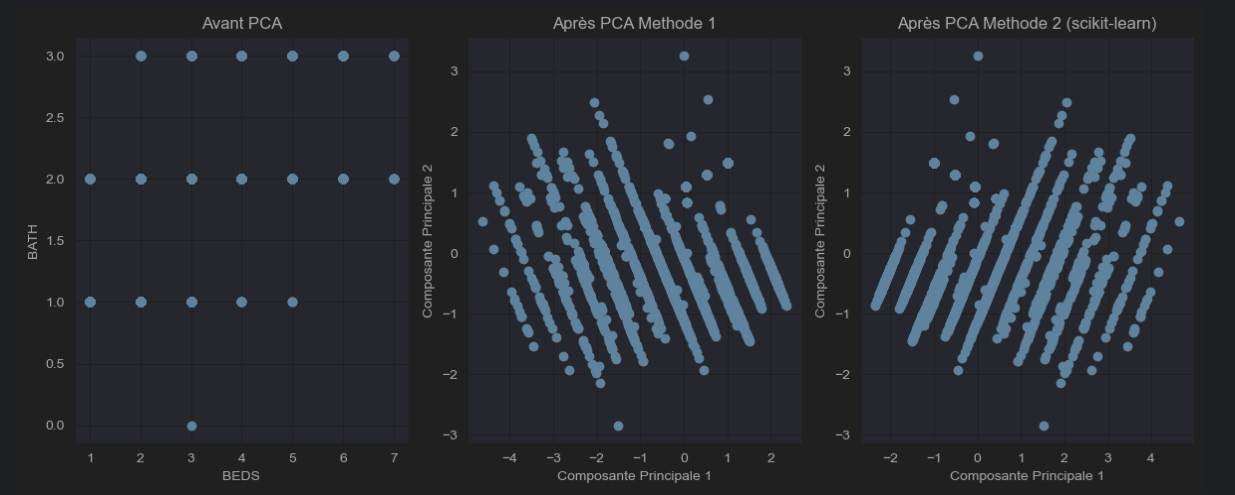 Avant PCA
Après PCA Methode 1
Après PCA Methode 2 (scikit-learn)
3.0
2.5
2.0
1.5
1.0
0.5
0.0
BATH
1 2 3 4 5 6 7
BEDS
3
2
1
0
−1
−2
−3
Composante Principale 2
−4 −3 −2 −1 0 1 2
Composante Principale 1
3
2
1
0
−1
−2
−3
Composante Principale 2
−2 −1 0 1 2 3 4
Composante Principale 1